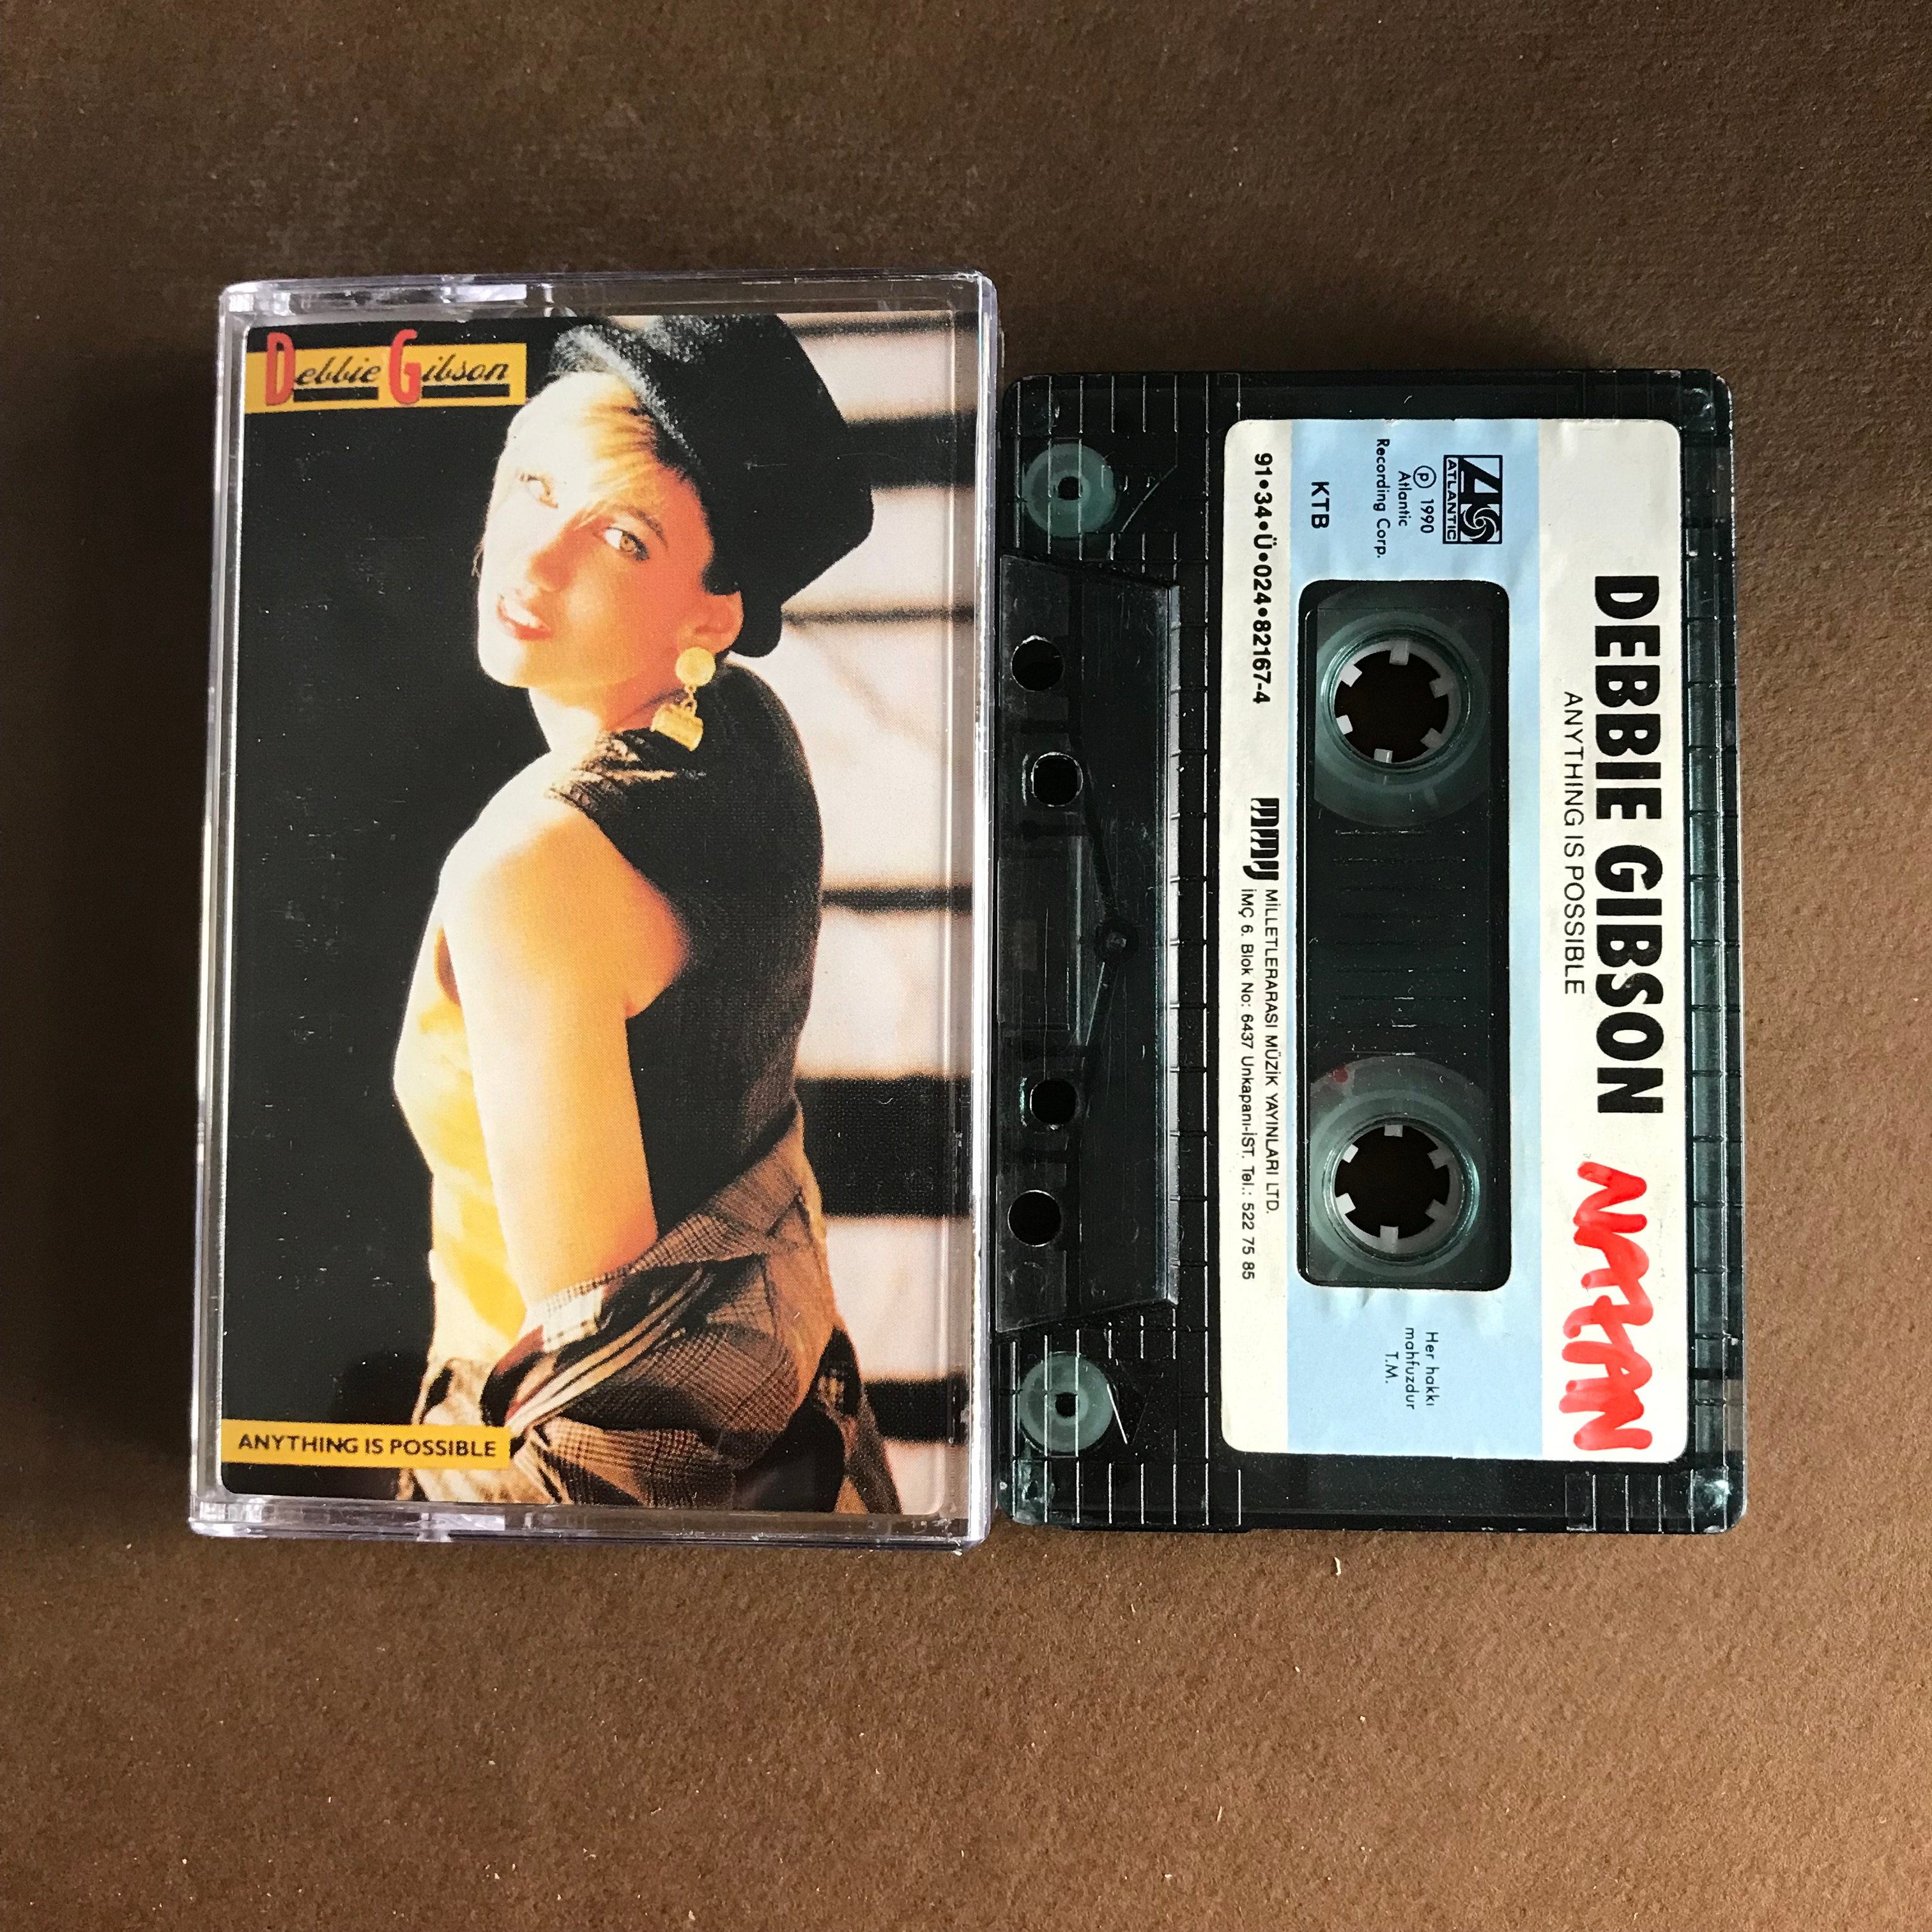 Debbie Gibson
ANYTHING IS POSSIBLE
DEBBIE GIBSON
ANYTHING IS POSSIBLE
ATLANTIC
℗ 1990
Atlantic
Recording Corp.
KTB
Her hakkı
mahfuzdur
T.M.
91•34•Ü•024•82167-4
MİLLETLERARASI MÜZİK YAYINLARI LTD.
İMÇ 6. Blok No: 6437 Unkapanı-İST. Tel.: 522 75 85